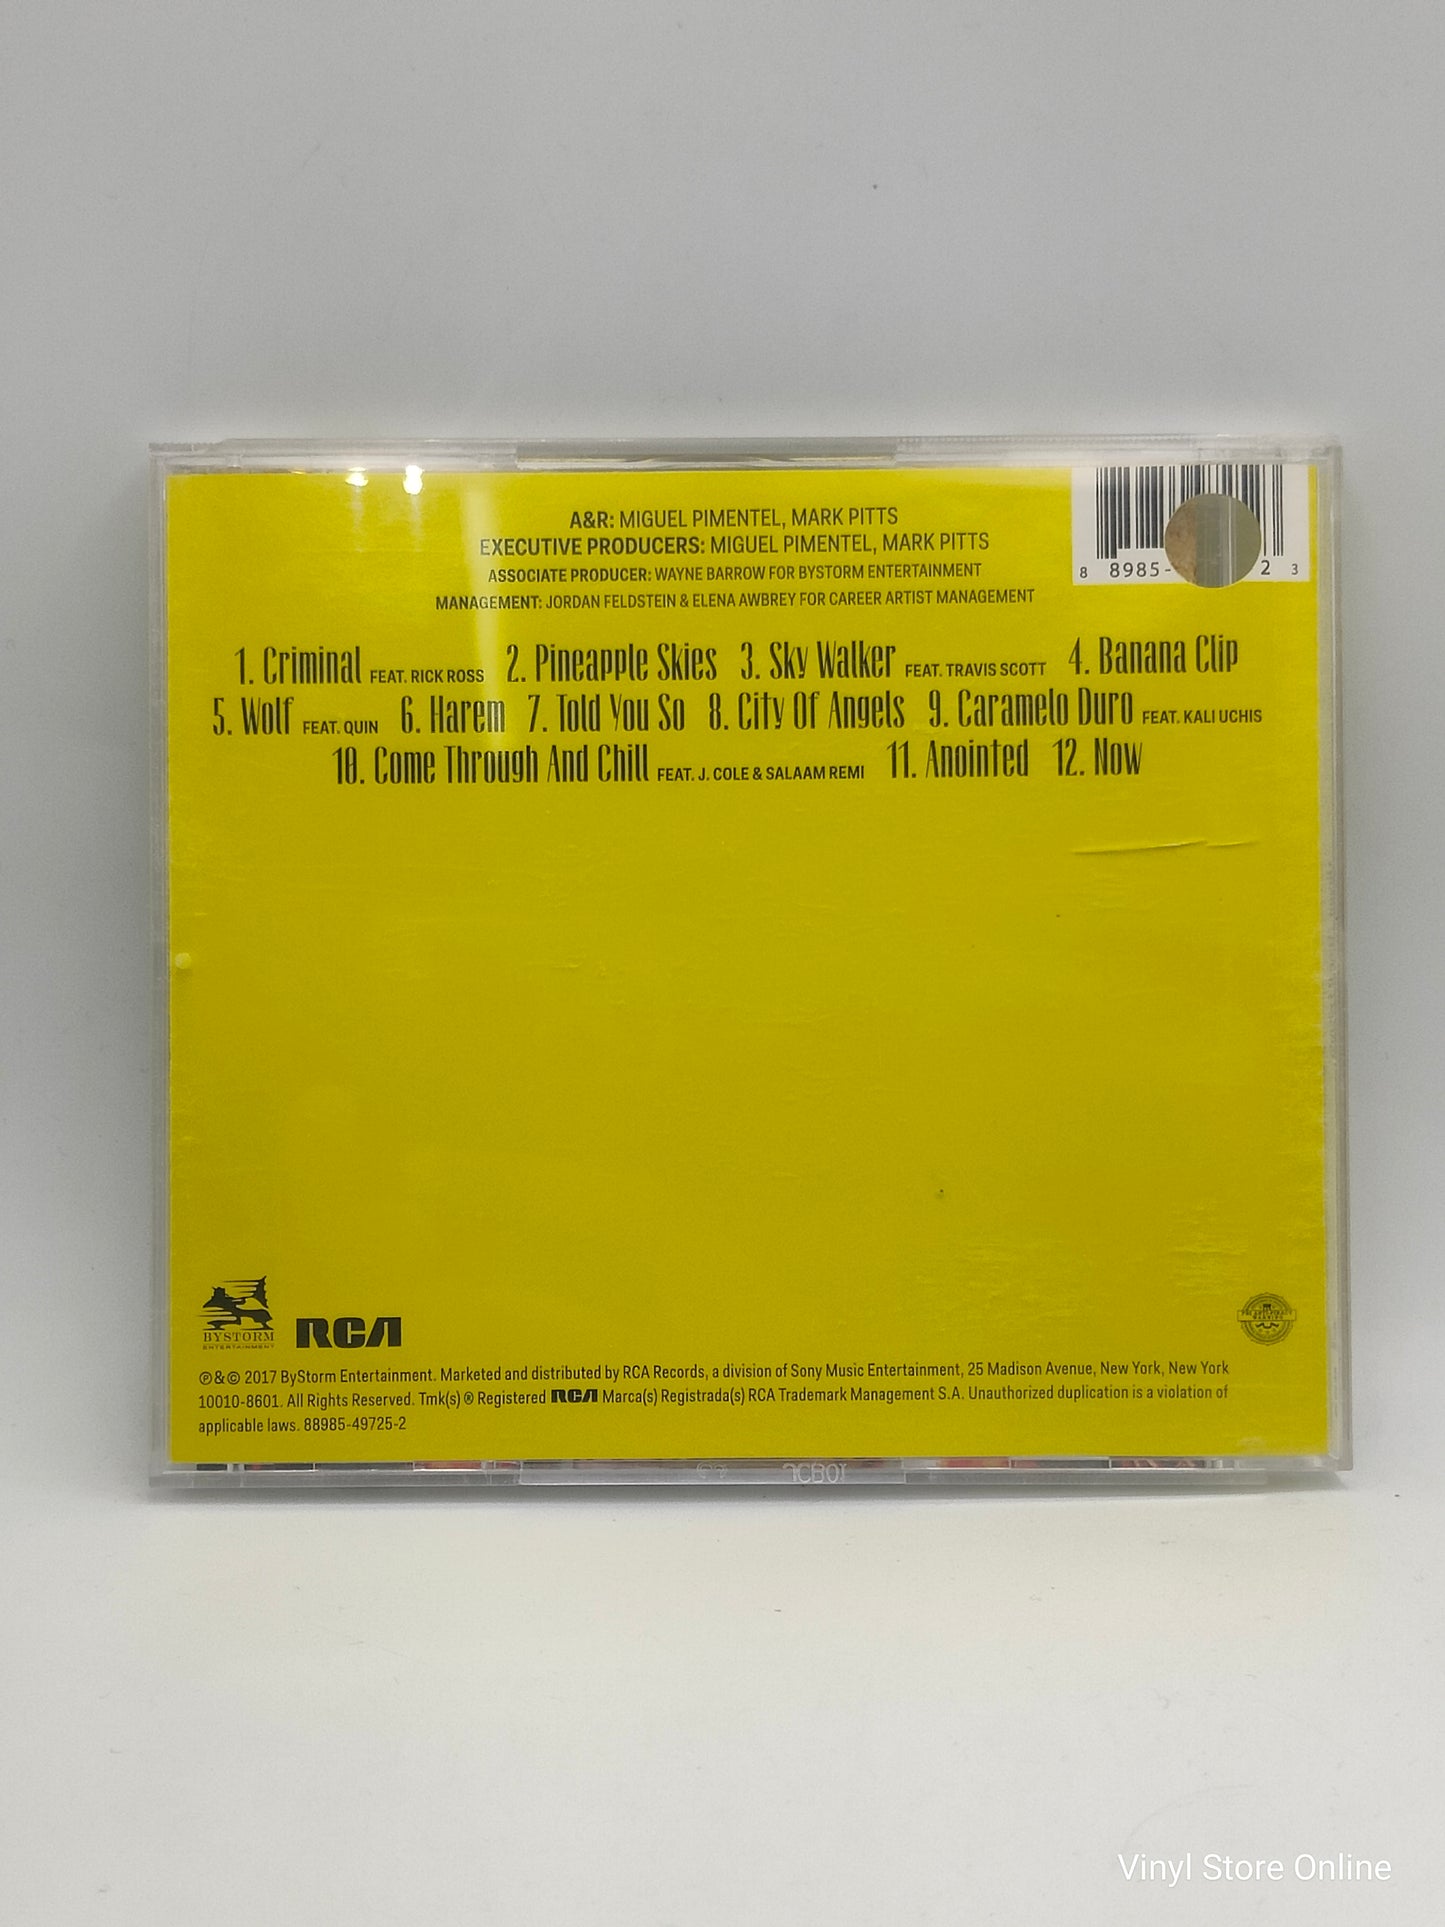 A&R: MIGUEL PIMENTEL, MARK PITTS
EXECUTIVE PRODUCERS: MIGUEL PIMENTEL, MARK PITTS
ASSOCIATE PRODUCER: WAYNE BARROW FOR BYSTORM ENTERTAINMENT
MANAGEMENT: JORDAN FELDSTEIN & ELENA AWBREY FOR CAREER ARTIST MANAGEMENT
8 8985- 2 3
1. Criminal FEAT. RICK ROSS 2. Pineapple Skies 3. Sky Walker FEAT. TRAVIS SCOTT 4. Banana Clip
5. Wolf FEAT. QUIN 6. Harem 7. Told You So 8. City Of Angels 9. Caramelo Duro FEAT. KALI UCHIS
10. Come Through And Chill FEAT. J. COLE & SALAAM REMI 11. Anointed 12. Now
BYSTORM
ENTERTAINMENT
RCA
℗&© 2017 ByStorm Entertainment. Marketed and distributed by RCA Records, a division of Sony Music Entertainment, 25 Madison Avenue, New York, New York
10010-8601. All Rights Reserved. Tmk(s) ® Registered RCA Marca(s) Registrada(s) RCA Trademark Management S.A. Unauthorized duplication is a violation of
applicable laws. 88985-49725-2
Vinyl Store Online